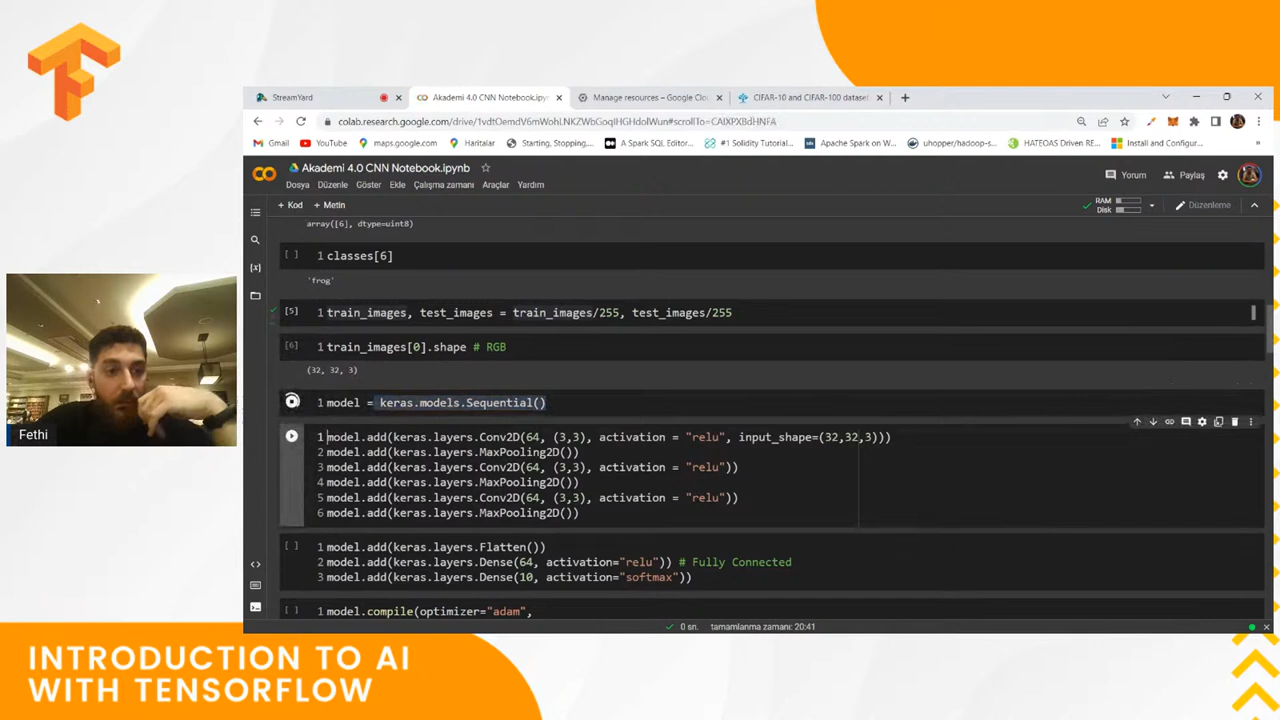 StreamYard
Akademi 4.0 CNN Notebook.ipyn
Manage resources – Google Clou
CIFAR-10 and CIFAR-100 dataset
colab.research.google.com/drive/1vdtOemdV6mWohLNKZWbGoqIHGHdolWun#scrollTo=CAIXPXBdHNFA
Gmail
YouTube
maps.google.com
Haritalar
Starting, Stopping,...
A Spark SQL Editor...
#1 Solidity Tutorial...
Apache Spark on W...
uhopper/hadoop-s...
HATEOAS Driven RE...
Install and Configur...
»
Akademi 4.0 CNN Notebook.ipynb
Yorum
Paylaş
Dosya Düzenle Göster Ekle Çalışma zamanı Araçlar Yardım
+ Kod + Metin
RAM
Disk
Düzenleme
array([6], dtype=uint8)
[ ] 1 classes[6]
'frog'
[5] 1 train_images, test_images = train_images/255, test_images/255
[6] 1 train_images[0].shape # RGB
(32, 32, 3)
1 model = keras.models.Sequential()
1 model.add(keras.layers.Conv2D(64, (3,3), activation = "relu", input_shape=(32,32,3)))
2 model.add(keras.layers.MaxPooling2D())
3 model.add(keras.layers.Conv2D(64, (3,3), activation = "relu"))
4 model.add(keras.layers.MaxPooling2D())
5 model.add(keras.layers.Conv2D(64, (3,3), activation = "relu"))
6 model.add(keras.layers.MaxPooling2D())
[ ] 1 model.add(keras.layers.Flatten())
2 model.add(keras.layers.Dense(64, activation="relu")) # Fully Connected
3 model.add(keras.layers.Dense(10, activation="softmax"))
[ ] 1 model.compile(optimizer="adam",
0 sn. tamamlanma zamanı: 20:41
Fethi
INTRODUCTION TO AI
WITH TENSORFLOW